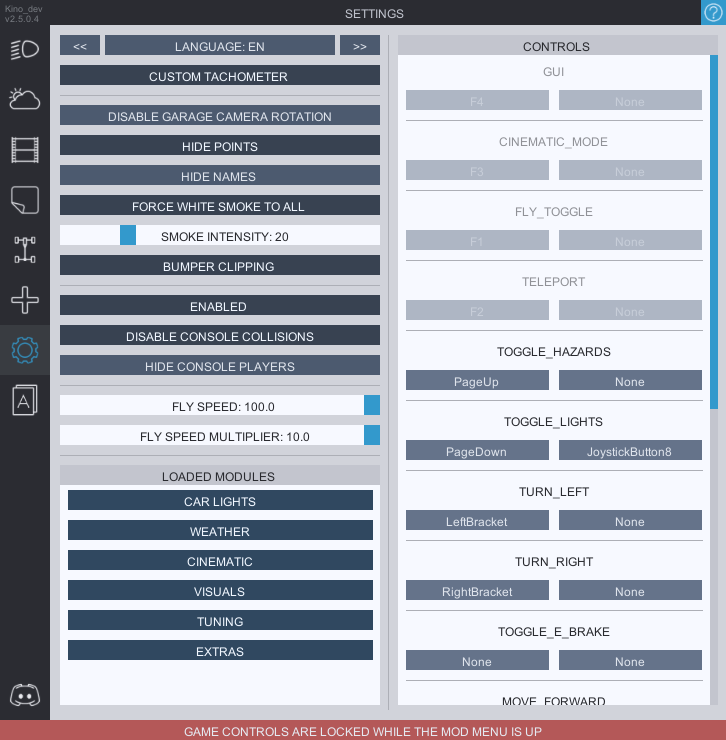 Kino_dev
v2.5.0.4
SETTINGS
?
<< LANGUAGE: EN >>
CUSTOM TACHOMETER
DISABLE GARAGE CAMERA ROTATION
HIDE POINTS
HIDE NAMES
FORCE WHITE SMOKE TO ALL
SMOKE INTENSITY: 20
BUMPER CLIPPING
ENABLED
DISABLE CONSOLE COLLISIONS
HIDE CONSOLE PLAYERS
FLY SPEED: 100.0
FLY SPEED MULTIPLIER: 10.0
LOADED MODULES
CAR LIGHTS
WEATHER
CINEMATIC
VISUALS
TUNING
EXTRAS
A
CONTROLS
GUI
F4 None
CINEMATIC_MODE
F3 None
FLY_TOGGLE
F1 None
TELEPORT
F2 None
TOGGLE_HAZARDS
PageUp None
TOGGLE_LIGHTS
PageDown JoystickButton8
TURN_LEFT
LeftBracket None
TURN_RIGHT
RightBracket None
TOGGLE_E_BRAKE
None None
MOVE_FORWARD
GAME CONTROLS ARE LOCKED WHILE THE MOD MENU IS UP